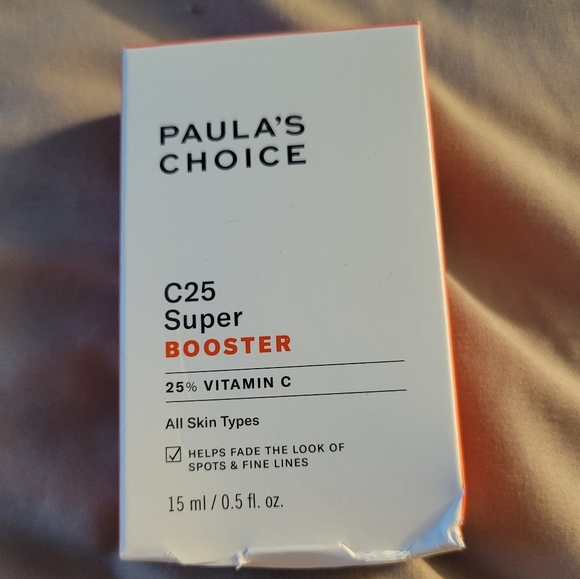 PAULA'S
CHOICE
C25
Super
BOOSTER
25% VITAMIN C
All Skin Types
HELPS FADE THE LOOK OF
SPOTS & FINE LINES
15 ml / 0.5 fl. oz.